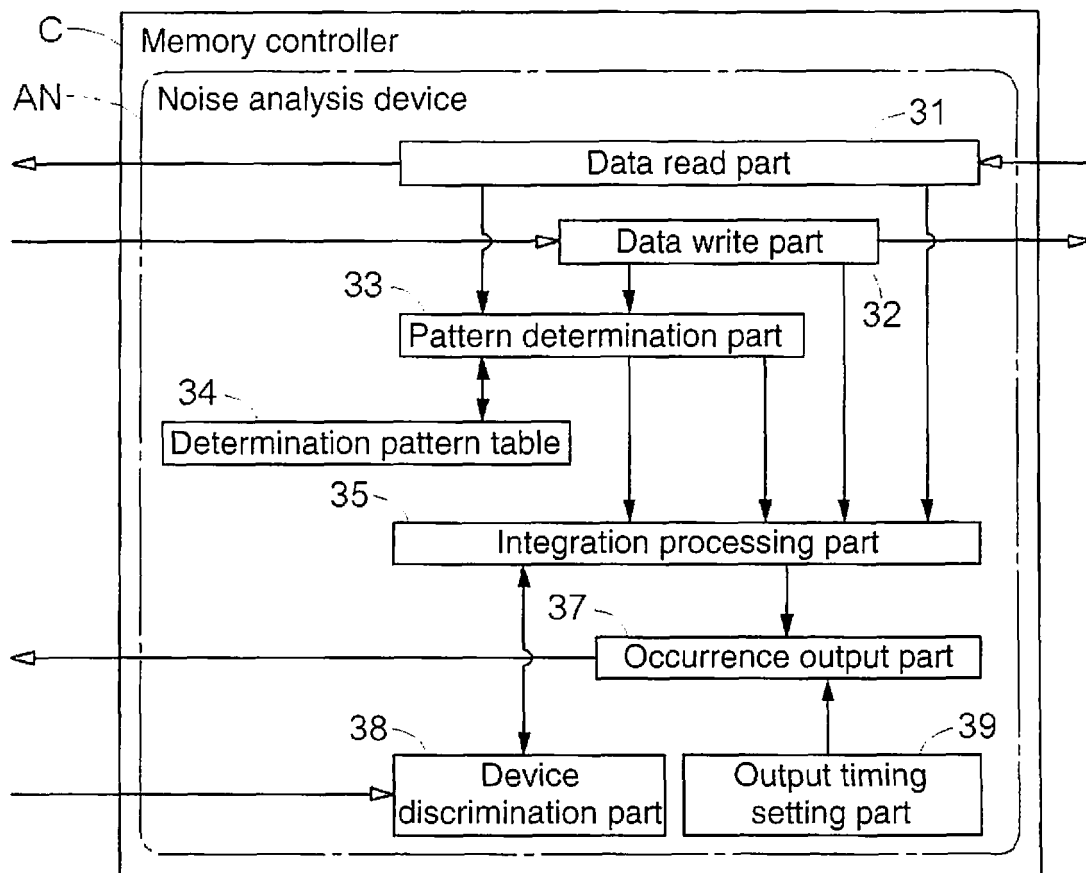 C
Memory controller
AN
Noise analysis device
31
Data read part
Data write part
32
33
Pattern determination part
34
Determination pattern table
35
Integration processing part
37
Occurrence output part
38
Device
discrimination part
39
Output timing
setting part